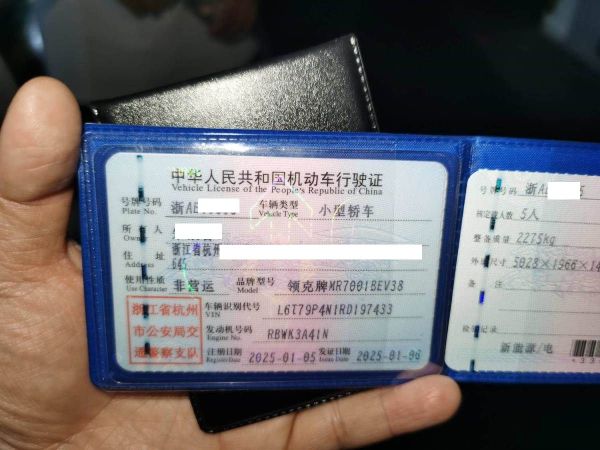 中华人民共和国机动车行驶证
Vehicle License of the People's Republic of China
号牌号码 浙A 车辆类型 小型轿车
Plate No. Vehicle Type
所有人
住址 浙江省杭州
Address
使用性质 非营运 品牌型号 领克牌MR7001BEV38
Use Character Model
车辆识别代号 L6T79P4N1RD197433
VIN
发动机号码 RBWK3A41N
Engine No.
注册日期 2025-01-05 发证日期 2025-01-06
Register Date Issue Date
浙江省杭州
市公安局交
通警察支队
号牌号码 浙A
核定载人数 5人
整备质量 2275kg
外廓尺寸 5028×1966×14
备注
检验记录
新能源/电